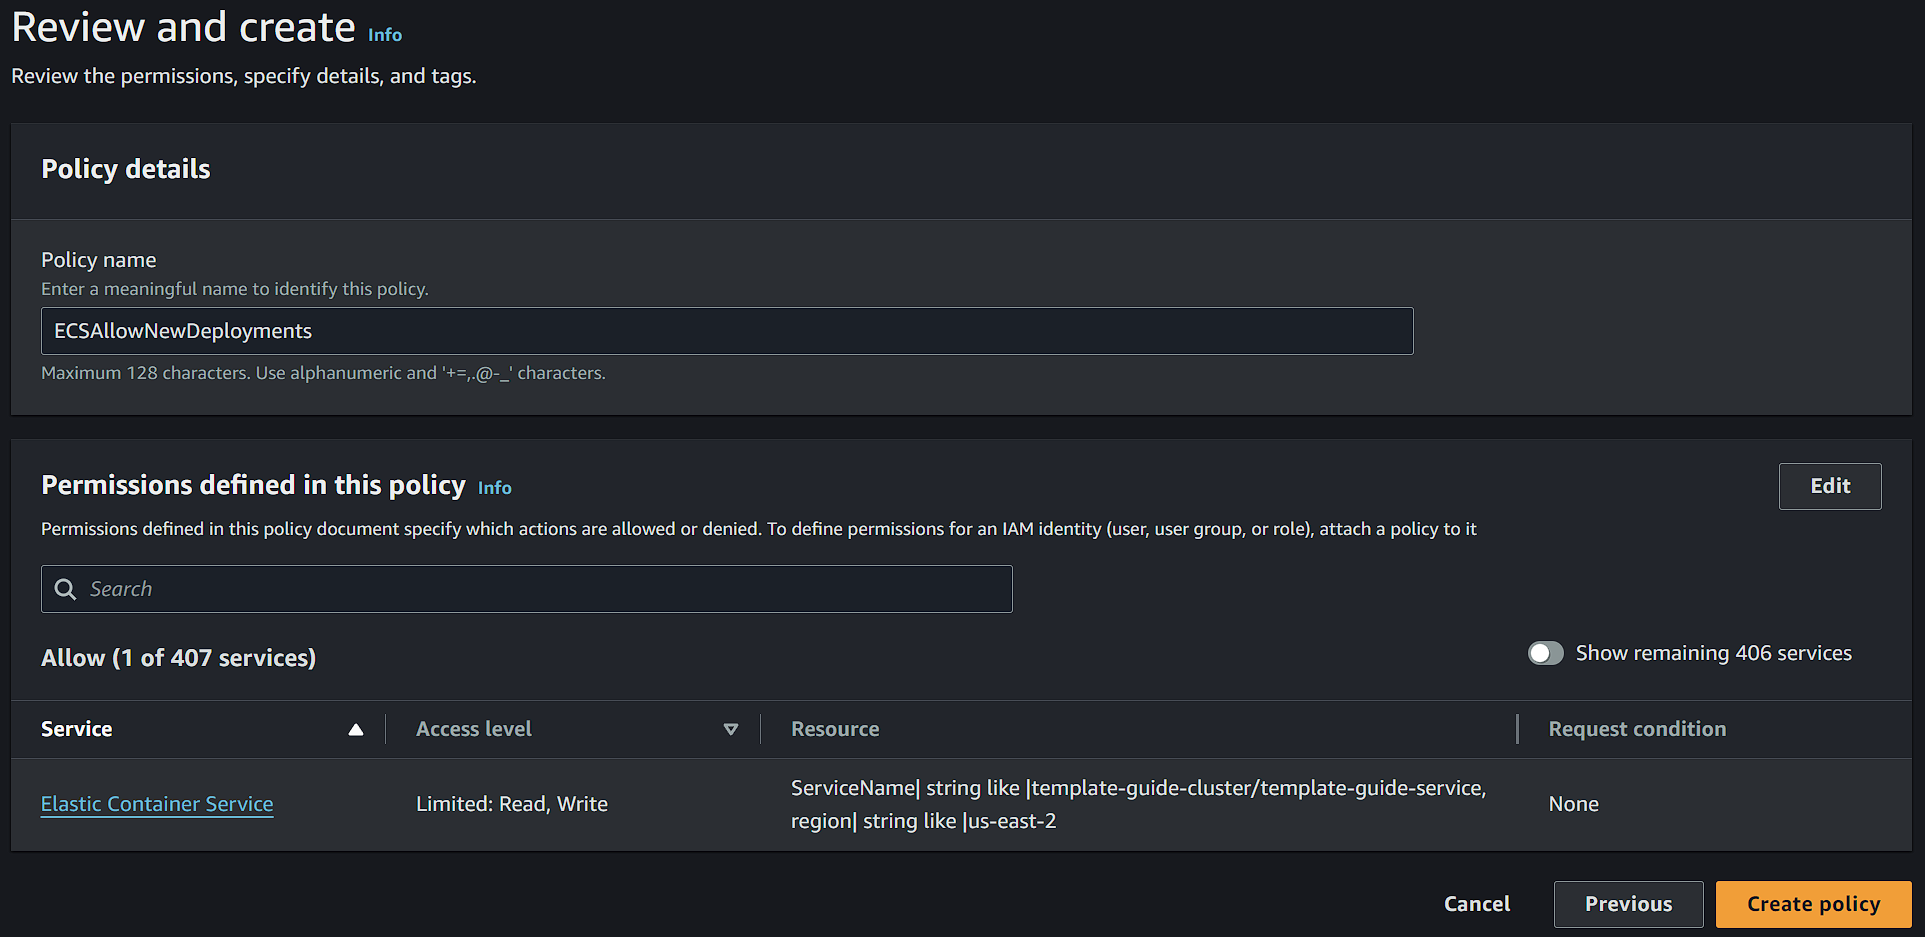 Review and create Info
Review the permissions, specify details, and tags.
Policy details
Policy name
Enter a meaningful name to identify this policy.
ECSAllowNewDeployments
Maximum 128 characters. Use alphanumeric and '+=,.@-_' characters.
Permissions defined in this policy Info
Edit
Permissions defined in this policy document specify which actions are allowed or denied. To define permissions for an IAM identity (user, user group, or role), attach a policy to it
Search
Allow (1 of 407 services)
Show remaining 406 services
Service Access level Resource Request condition
Elastic Container Service Limited: Read, Write ServiceName| string like |template-guide-cluster/template-guide-service, None
region| string like |us-east-2
Cancel Previous Create policy